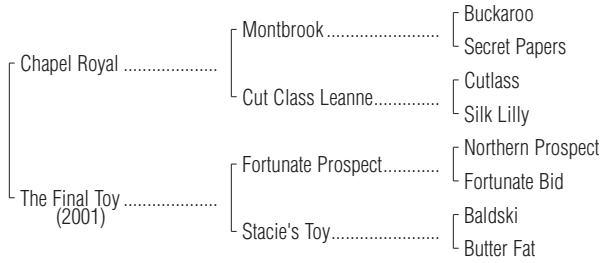 Buckaroo
Montbrook ........................
Secret Papers
Chapel Royal ....................
Cutlass
Cut Class Leanne..............
Silk Lilly
Northern Prospect
Fortunate Prospect............
Fortunate Bid
The Final Toy ....................
(2001)
Baldski
Stacie's Toy.......................
Butter Fat